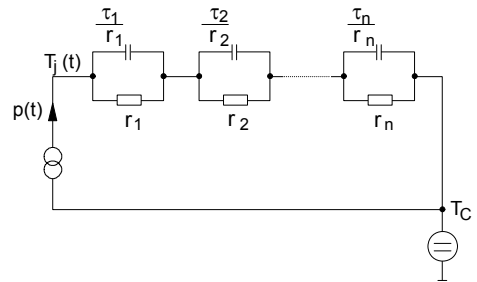 τ1 τ2 τn
r1 r2 rn
Tj (t)
p(t)
r1 r2 rn
TC